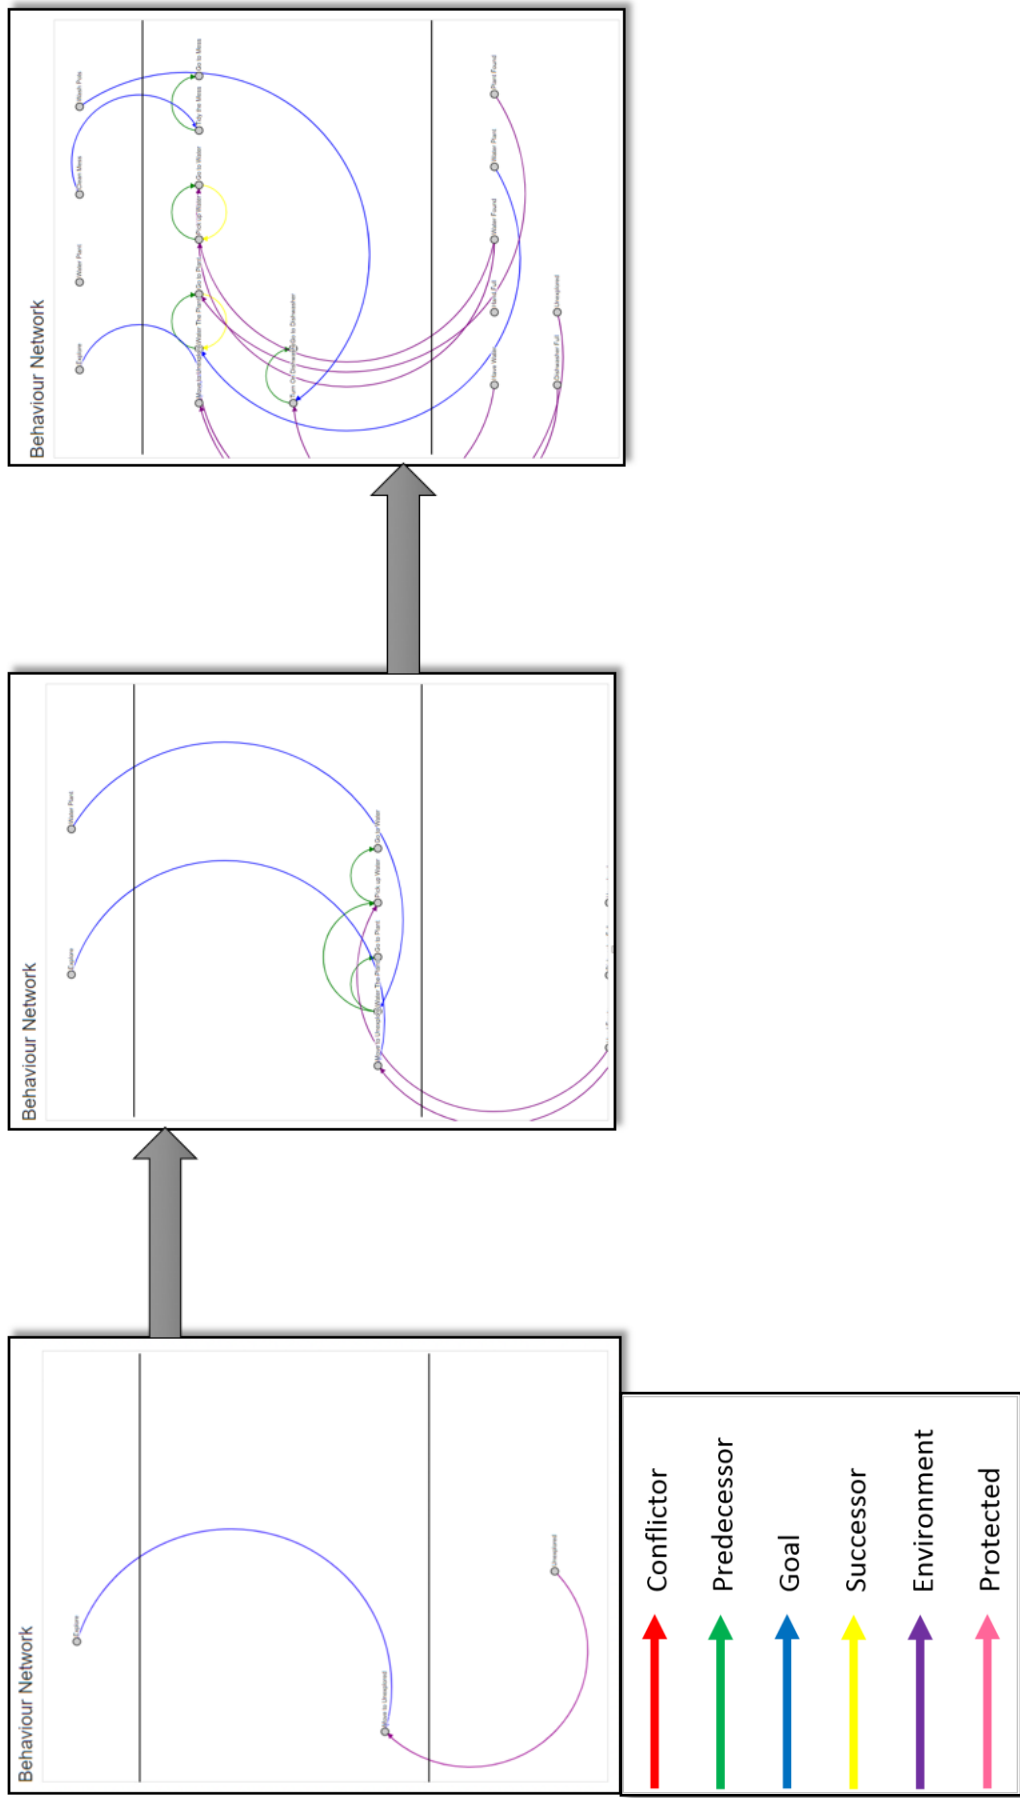 Behaviour Network
Explore
Move to Unexplored
Unexplored
Conflictor
Predecessor
Goal
Successor
Environment
Protected
Behaviour Network
Explore
Water Plant
Move to Unexplored
Water The Plant
Go to Plant
Pick up Water
Go to Water
Behaviour Network
Explore
Water Plant
Clean Mess
Wash Pots
Water The Plant
Go to Plant
Pick up Water
Go to Water
Tidy the Mess
Go to Mess
Go to Dishwasher
Have Water
Hand Full
Water Found
Water Plant
Plant Found
Dishwasher Full
Unexplored